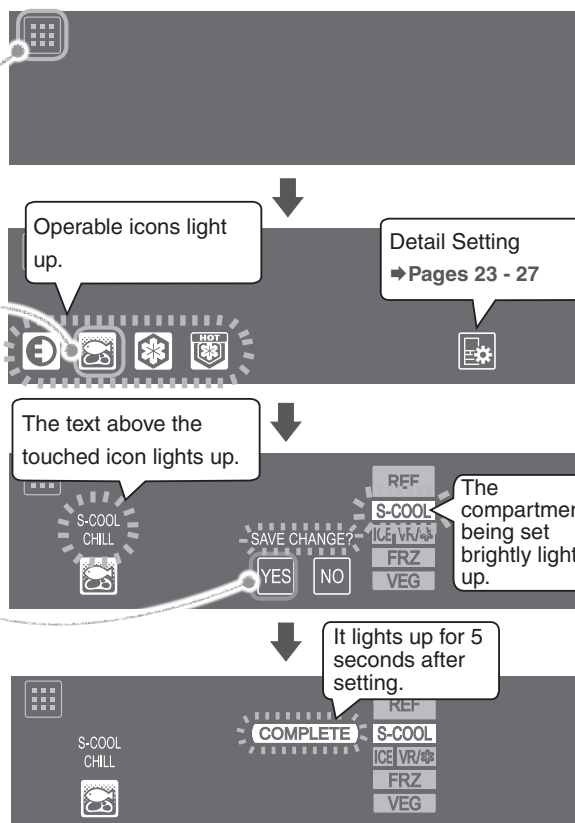 Operable icons light
up.
Detail Setting
➡Pages 23 - 27
HOT
The text above the
touched icon lights up.
S-COOL
CHILL
SAVE CHANGE?
YES NO
REF
S-COOL
ICE VR/
FRZ
VEG
The
compartmen
being set
brightly light
up.
It lights up for 5
seconds after
setting.
S-COOL
CHILL
COMPLETE
REF
S-COOL
ICE VR/
FRZ
VEG